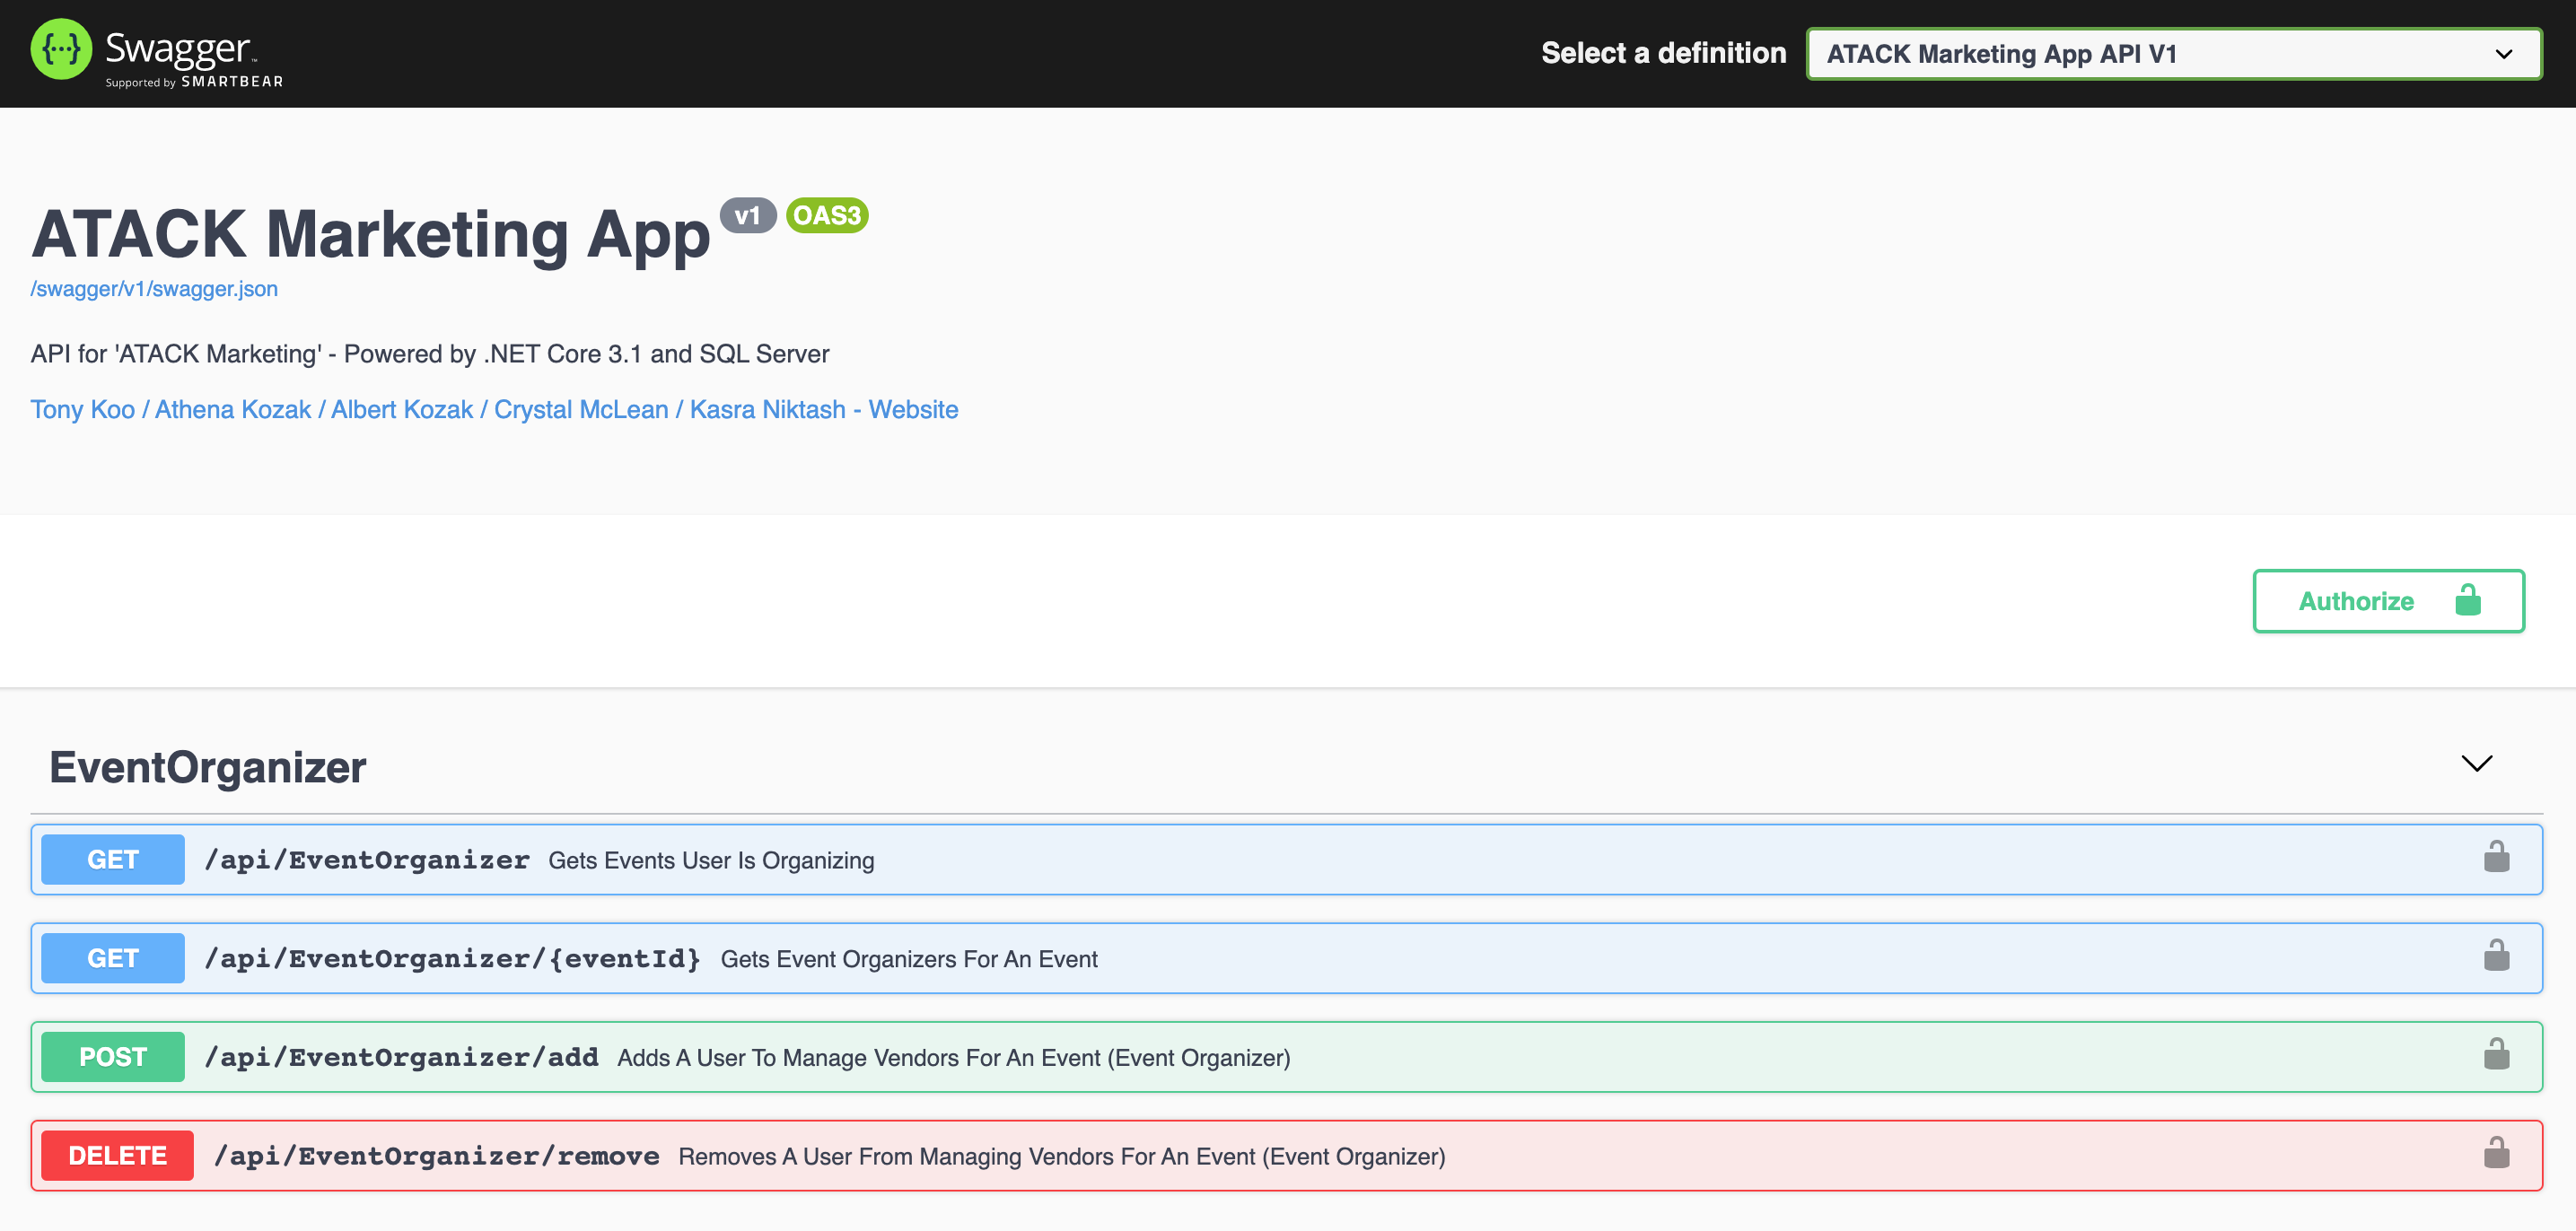 {···} Swagger™
Supported by SMARTBEAR
Select a definition ATACK Marketing App API V1
ATACK Marketing App v1 OAS3
/swagger/v1/swagger.json
API for 'ATACK Marketing' - Powered by .NET Core 3.1 and SQL Server
Tony Koo / Athena Kozak / Albert Kozak / Crystal McLean / Kasra Niktash - Website
Authorize
EventOrganizer
GET /api/EventOrganizer Gets Events User Is Organizing
GET /api/EventOrganizer/{eventId} Gets Event Organizers For An Event
POST /api/EventOrganizer/add Adds A User To Manage Vendors For An Event (Event Organizer)
DELETE /api/EventOrganizer/remove Removes A User From Managing Vendors For An Event (Event Organizer)